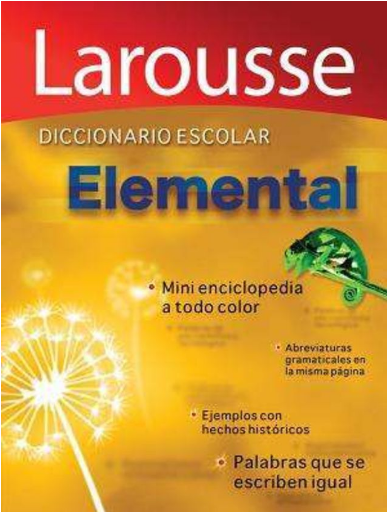 Larousse
DICCIONARIO ESCOLAR
Elemental
• Mini enciclopedia
a todo color
• Abreviaturas
gramaticales en
la misma página
• Ejemplos con
hechos históricos
• Palabras que se
escriben igual